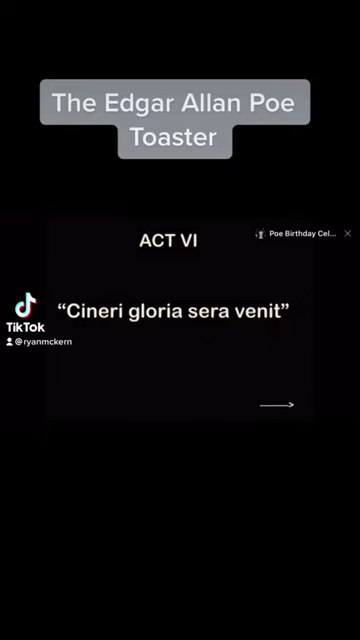 The Edgar Allan Poe
Toaster
ACT VI
Poe Birthday Cel...
“Cineri gloria sera venit”
TikTok
@ryanmckern